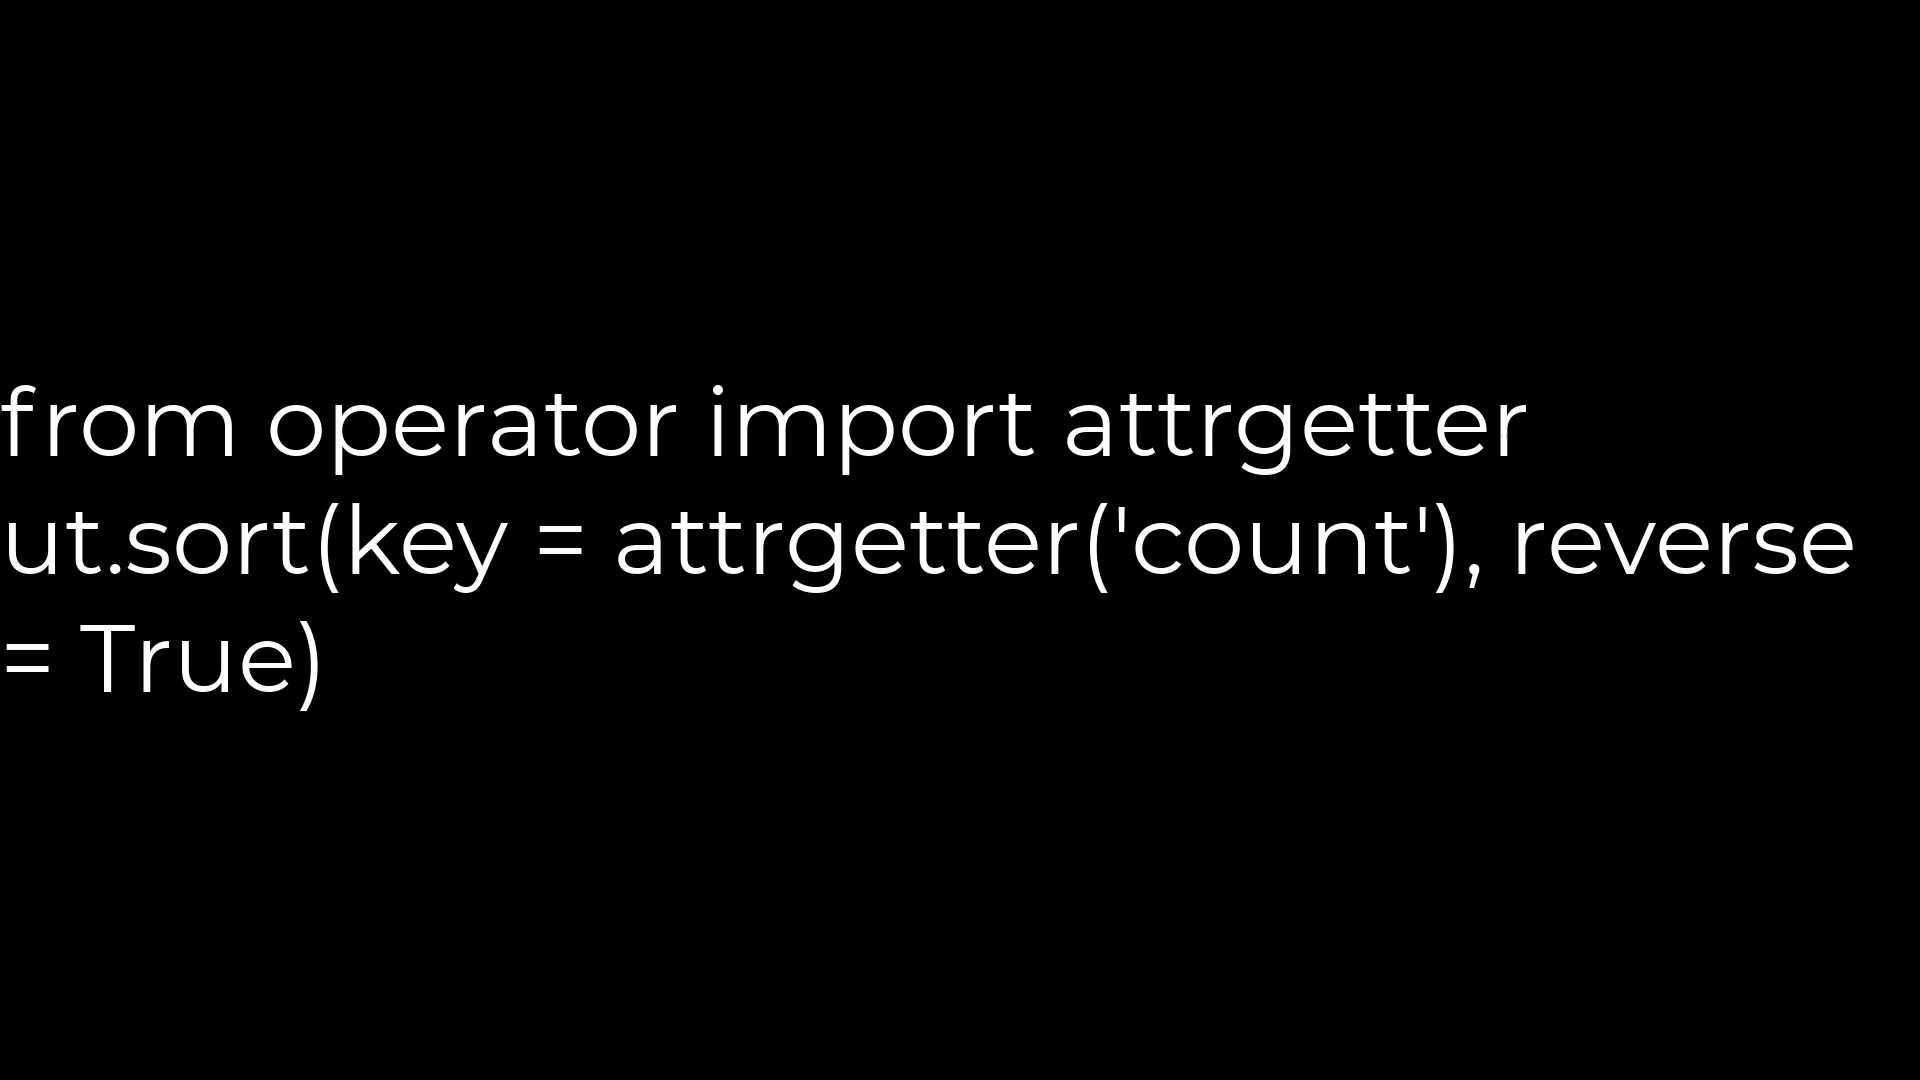 from operator import attrgetter
ut.sort(key = attrgetter('count'), reverse
= True)